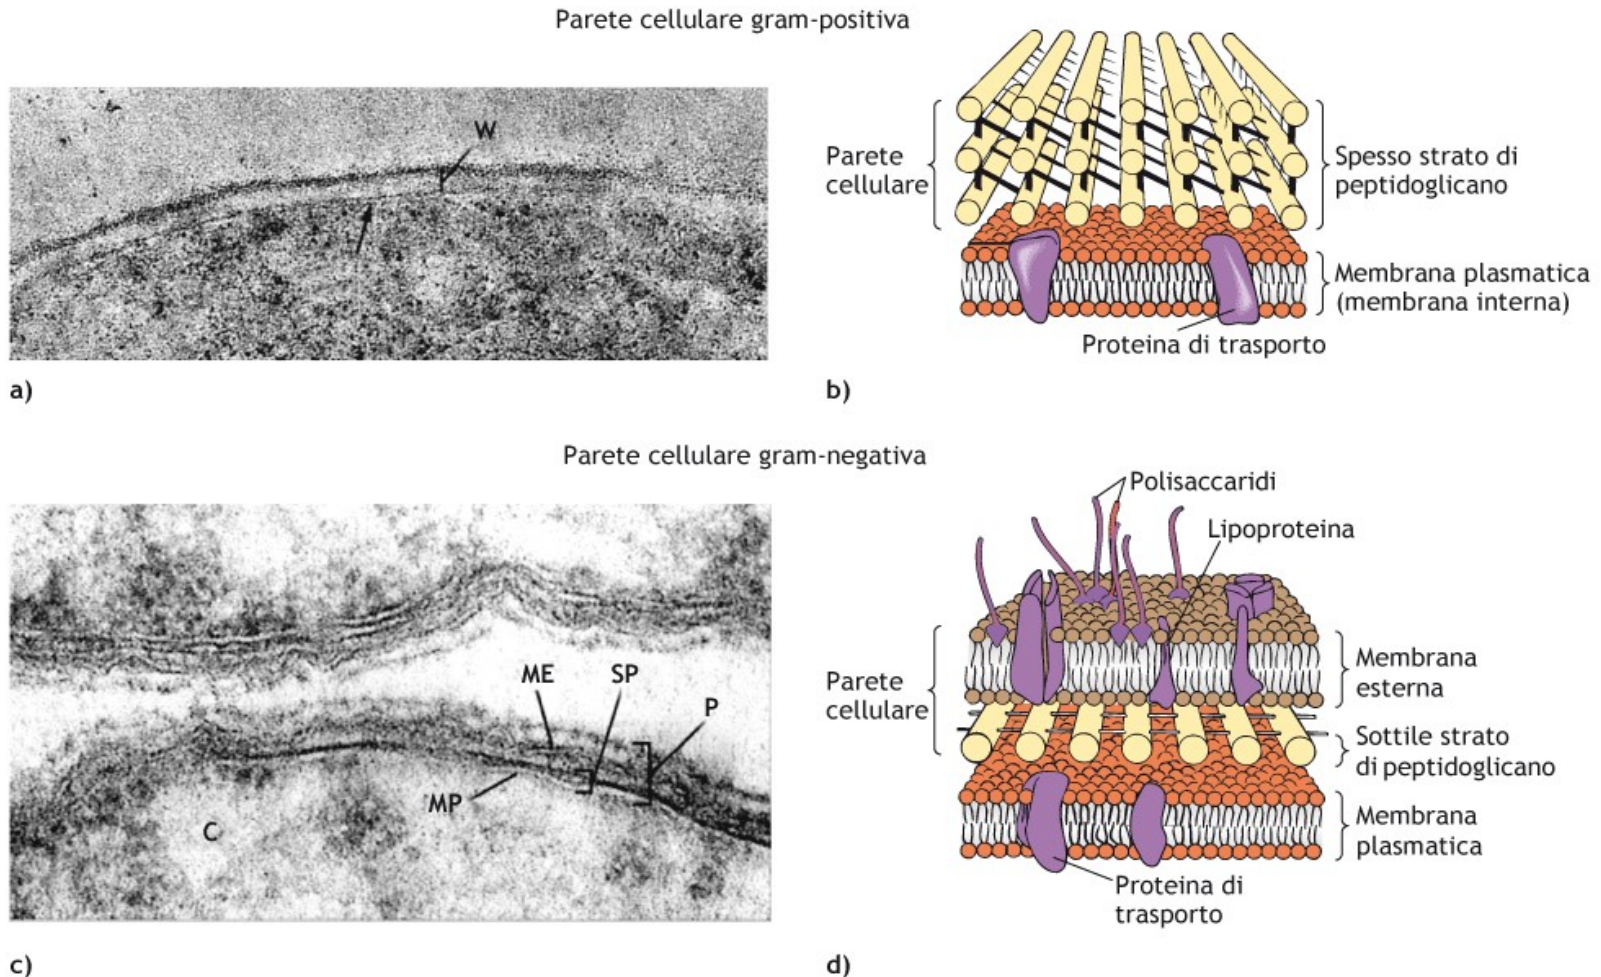 Parete cellulare gram-positiva
W
Parete
cellulare
Spesso strato di
peptidoglicano
Membrana plasmatica
(membrana interna)
Proteina di trasporto
a)
b)
Parete cellulare gram-negativa
Polisaccaridi
Lipoproteina
ME
SP
P
MP
C
Parete
cellulare
Membrana
esterna
Sottile strato
di peptidoglicano
Membrana
plasmatica
Proteina di
trasporto
c)
d)